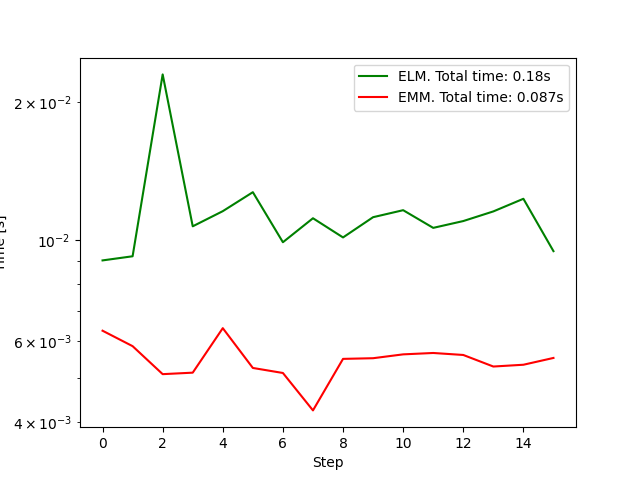 ELM. Total time: 0.18s
EMM. Total time: 0.087s
2 × 10⁻²
10⁻²
6 × 10⁻³
4 × 10⁻³
[s]
0 2 4 6 8 10 12 14
Step